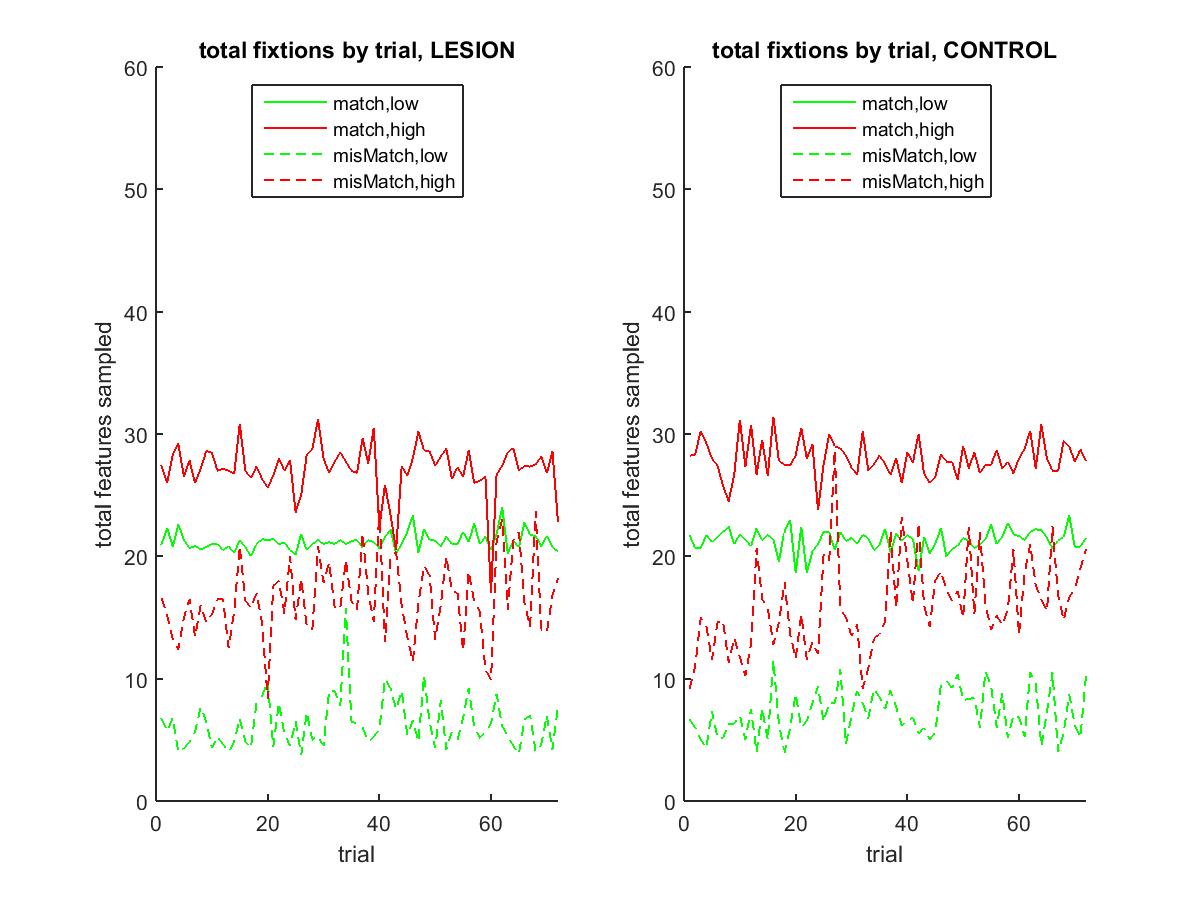 total fixtions by trial, LESION
60
50
40
30
20
10
0
0 20 40 60
total features sampled
trial
match,low
match,high
misMatch,low
misMatch,high
total fixtions by trial, CONTROL
60
50
40
30
20
10
0
0 20 40 60
total features sampled
trial
match,low
match,high
misMatch,low
misMatch,high